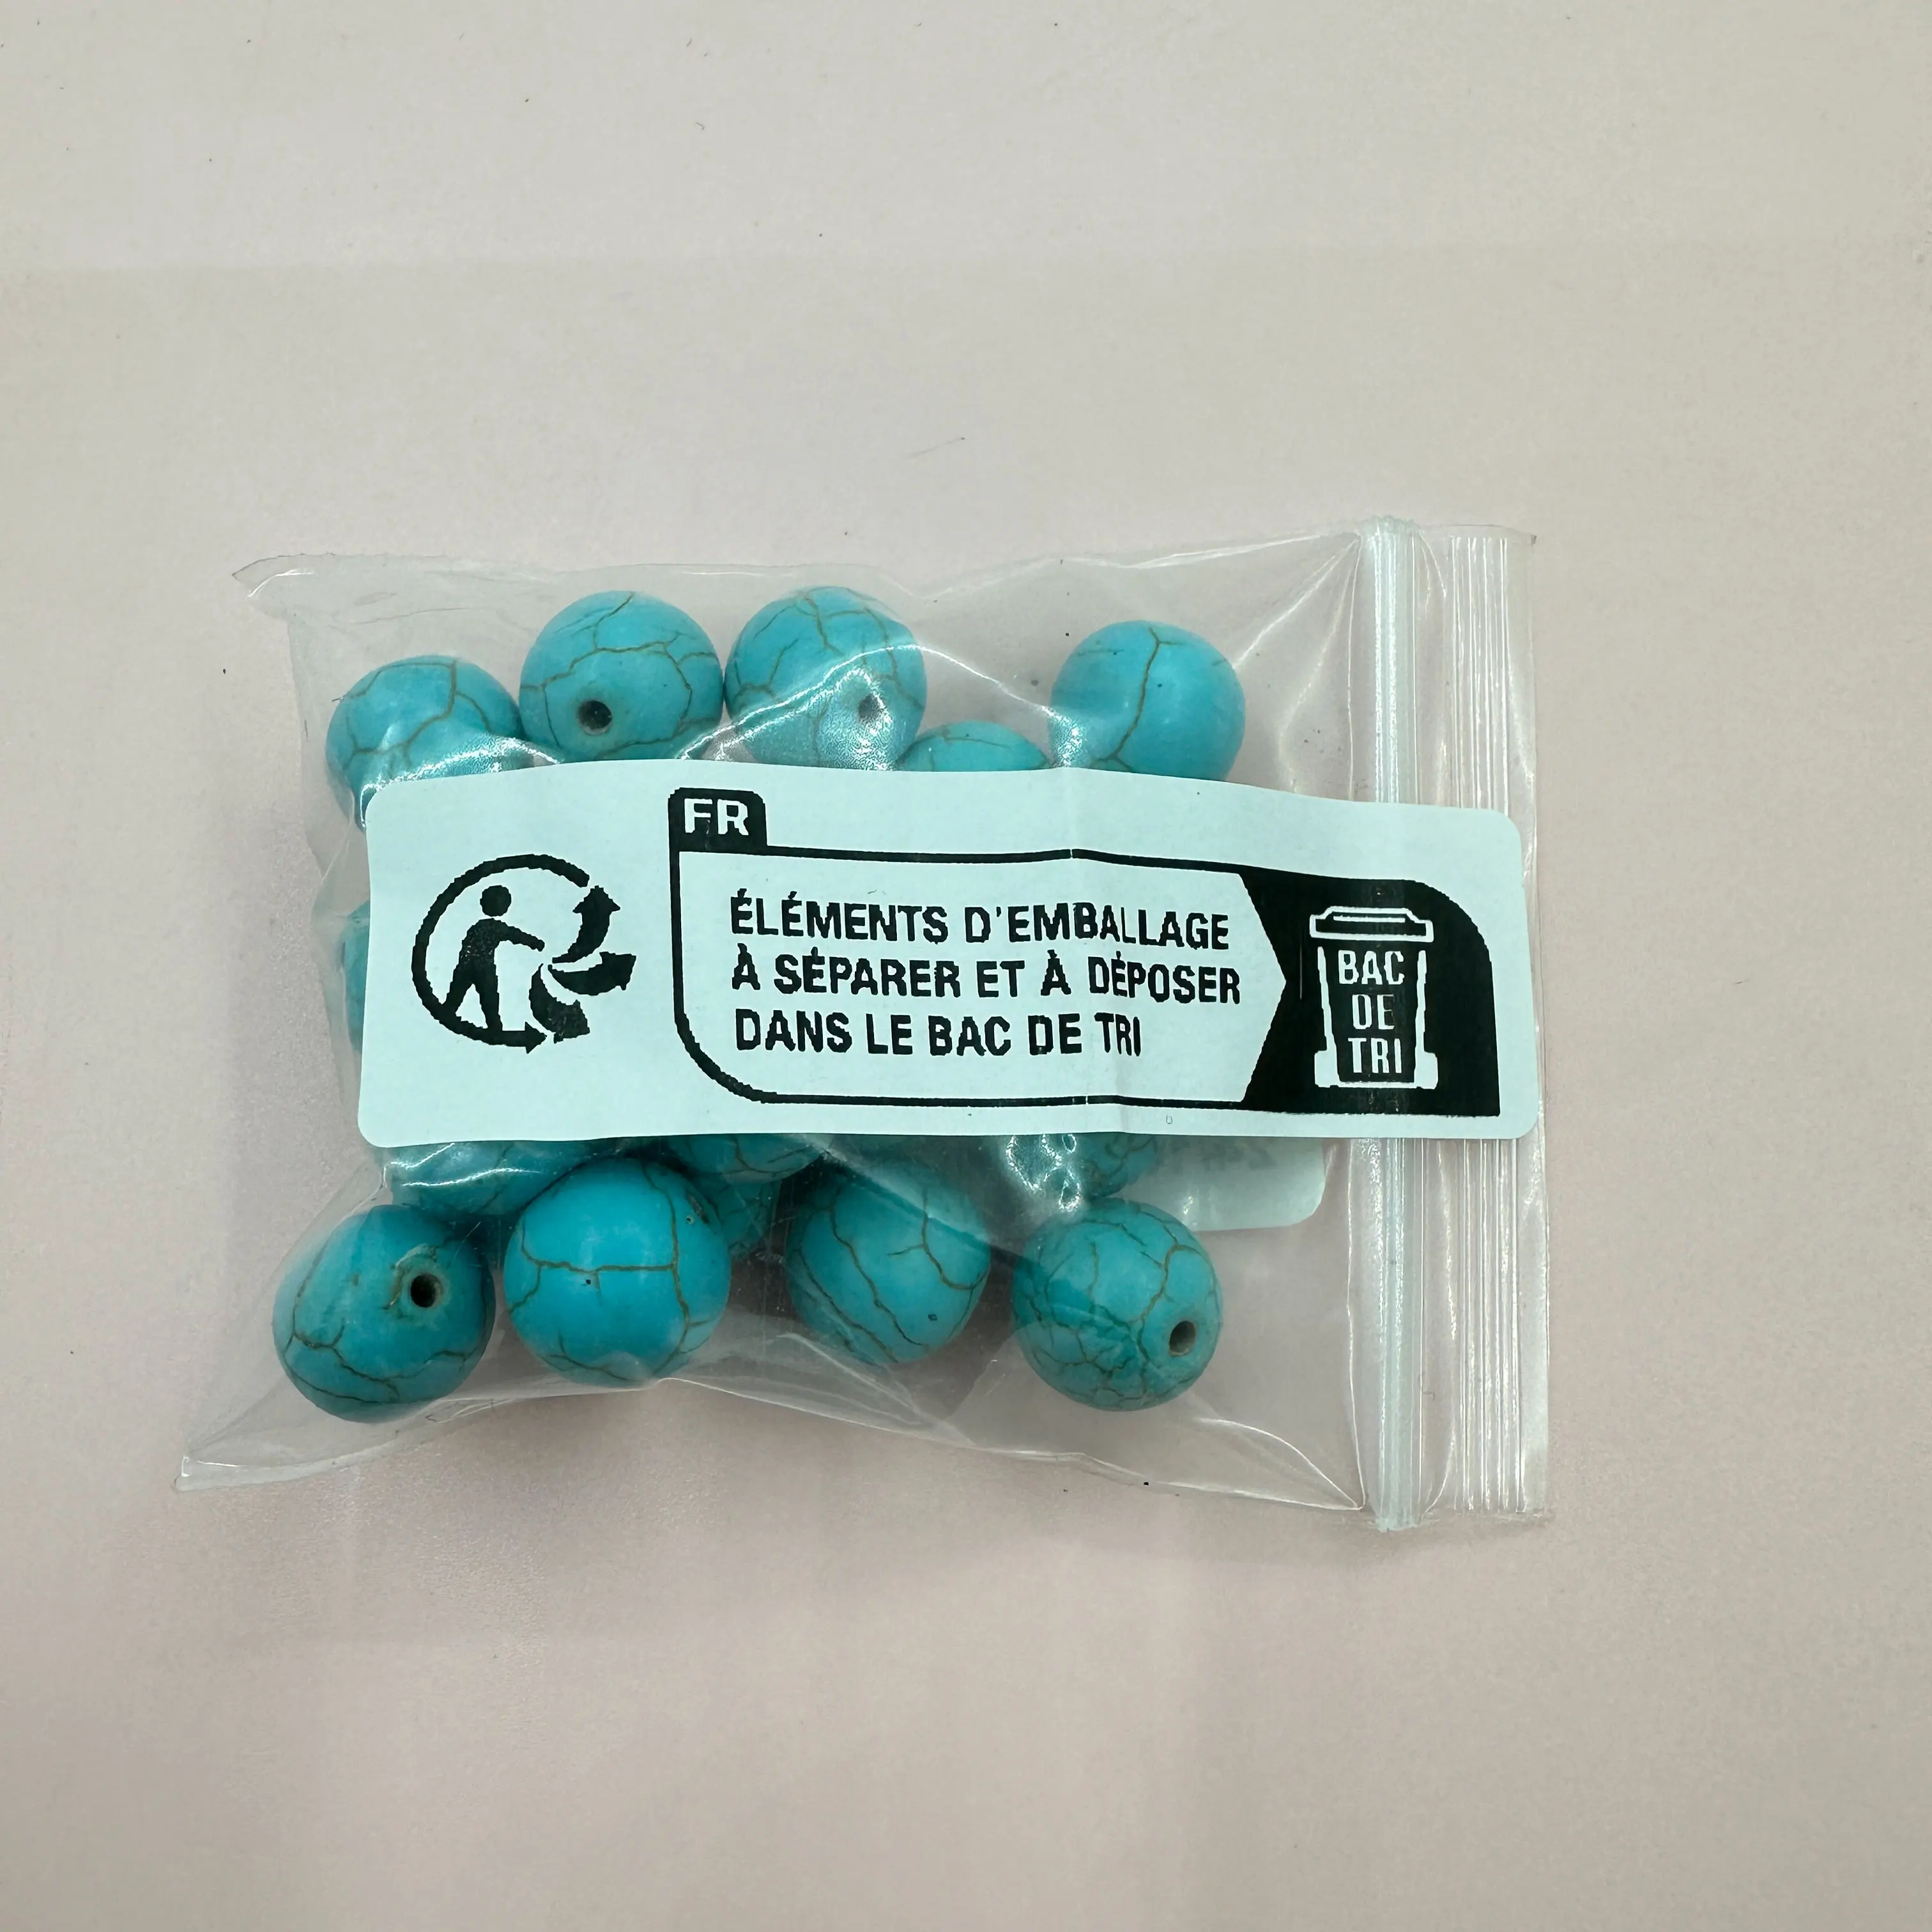 FR
ÉLÉMENTS D'EMBALLAGE
À SÉPARER ET À DÉPOSER
DANS LE BAC DE TRI
BAC
DE
TRI